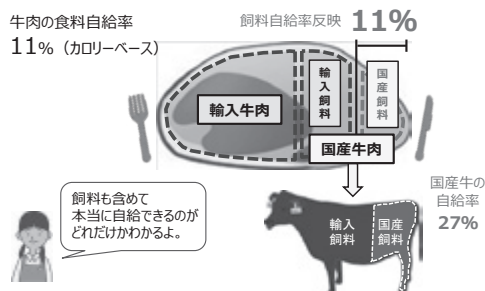 牛肉の食料自給率
11%（カロリーベース）
飼料自給率反映 11%
輸入牛肉
輸入飼料
国産飼料
国産牛肉
飼料も含めて
本当に自給できるのが
どれだけかわかるよ。
輸入
飼料
国産
飼料
国産牛の
自給率
27%